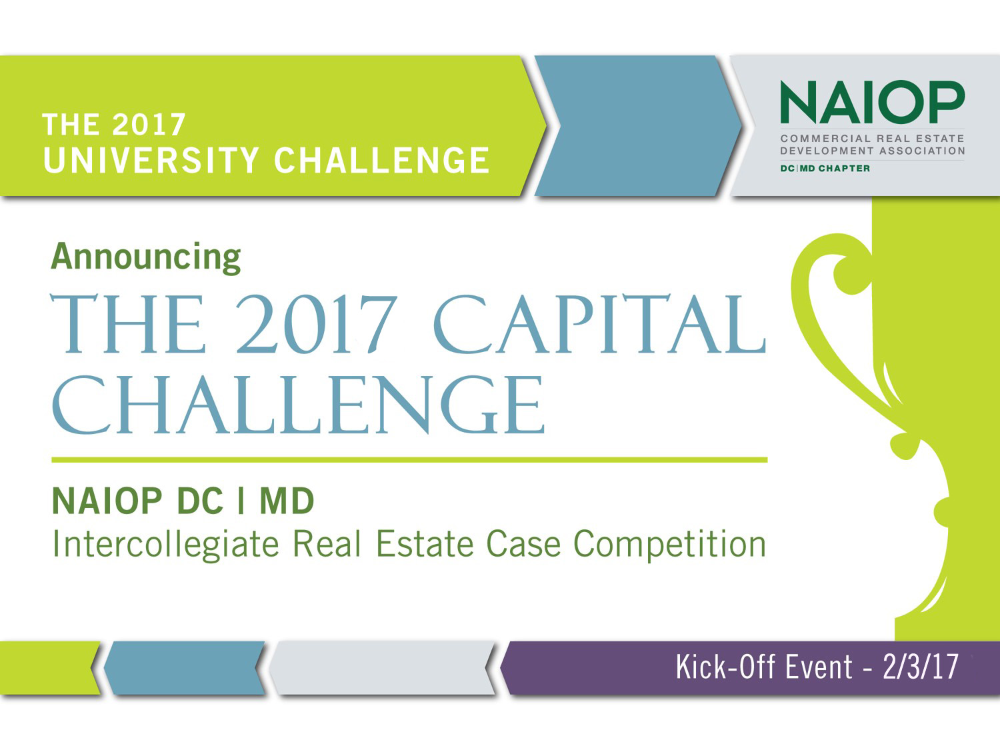 THE 2017
UNIVERSITY CHALLENGE
NAIOP
COMMERCIAL REAL ESTATE
DEVELOPMENT ASSOCIATION
DC|MD CHAPTER
Announcing
THE 2017 CAPITAL
CHALLENGE
NAIOP DC | MD
Intercollegiate Real Estate Case Competition
Kick-Off Event - 2/3/17